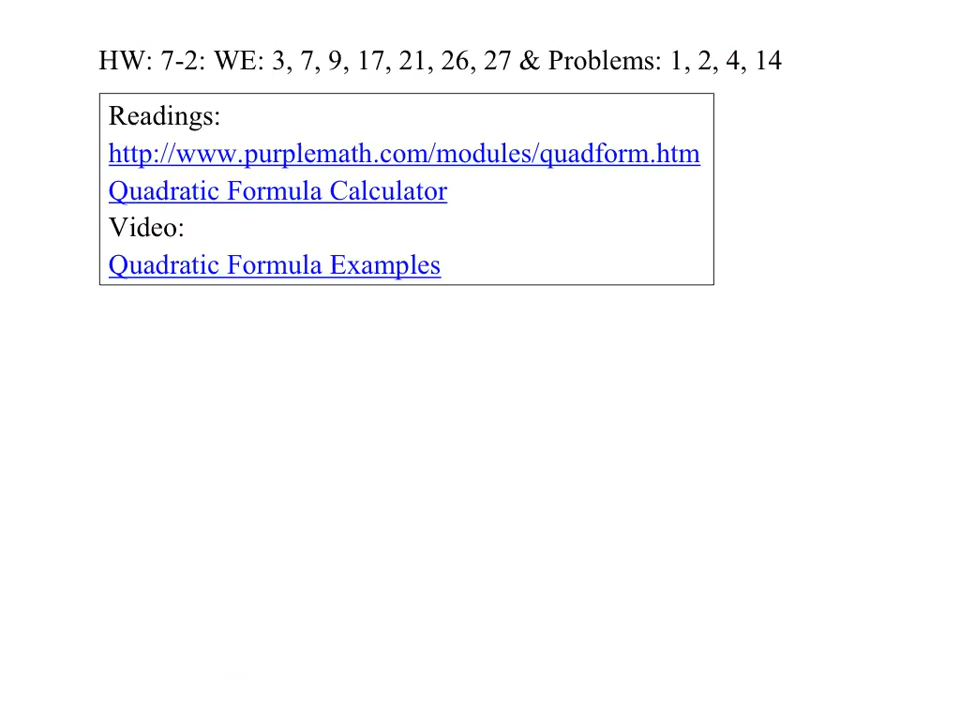 HW: 7-2: WE: 3, 7, 9, 17, 21, 26, 27 & Problems: 1, 2, 4, 14
Readings:
http://www.purplemath.com/modules/quadform.htm
Quadratic Formula Calculator
Video:
Quadratic Formula Examples